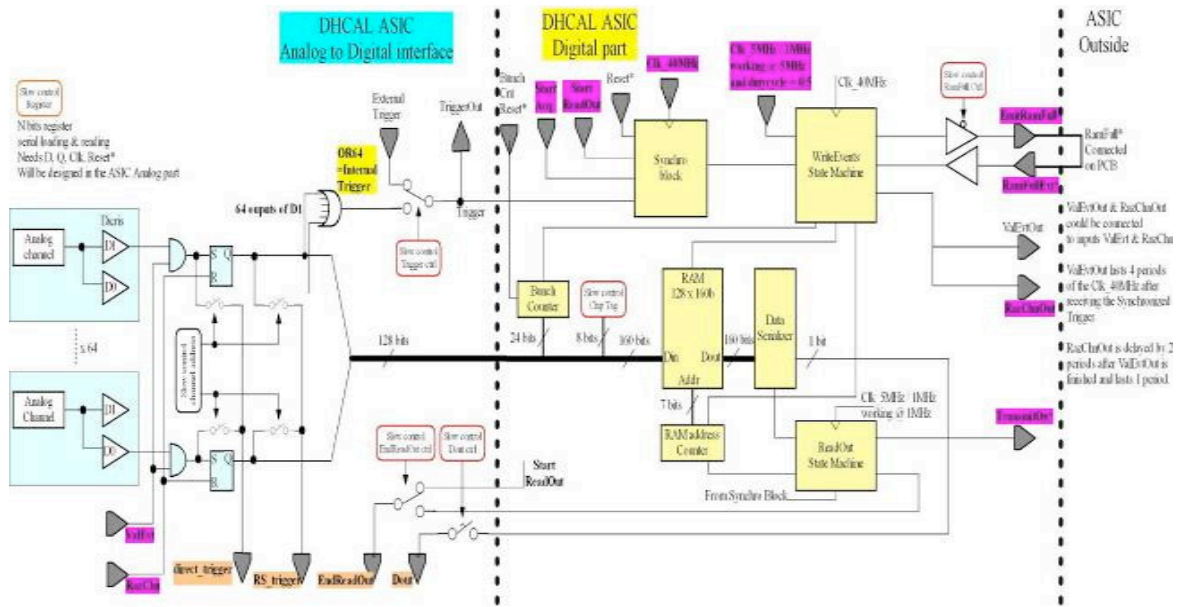 DHCAL ASIC
Analog to Digital interface
DHCAL ASIC
Digital part
ASIC
Outside
Slow control
Register
N bits register
serial loading & reading
Needs D, Q, Clk, Reset*
Will be designed in the ASIC Analog part
External
Trigger
TriggerOut
OR64
=Internal
Trigger
64 ouputs of D1
Slow control
Trigger ctrl
Trigger
Bunch
Cnt
Reset*
Start
Acq
Start
ReadOut
Reset*
Clk_40MHz
Clk_5MHz / 1MHz
working @ 5MHz
and dutycycle = 0.5
Clk_40MHz
Slow control
RamFull Ctrl
Synchro
block
WriteEvents
State Machine
EmitRamFull*
RamFull*
Connected
on PCB
RamFullExt*
ValEvtOut
RazChnOut
ValEvtOut & RazChnOut
could be connected
to inputs ValEvt & RazChn
ValEvtOut lasts 4 periods
of the Clk_40MHz after
receiving the Synchronized
Trigger.
RazChnOut is delayed by 2
periods after ValEvtOut is
finished and lasts 1 period.
Analog
channel
Discris
D1
D0
S Q
R
x 64
Slow control
channel address
Analog
Channel
D1
D0
S Q
R
128 bits
Bunch
Counter
24 bits
Slow control
Chip Tag
8 bits
160 bits
RAM
128 x 160b
Din
Dout
Addr
160 bits
Data
Serializer
1 bit
7 bits
RAM address
Counter
Clk_5MHz / 1MHz
working @ 1MHz
ReadOut
State Machine
TransmitOn*
From Synchro Block
Slow control
EndReadOut ctrl
Slow control
Dout ctrl
Start
ReadOut
ValEvt
RazChn
direct_trigger
RS_trigger
EndReadOut
Dout